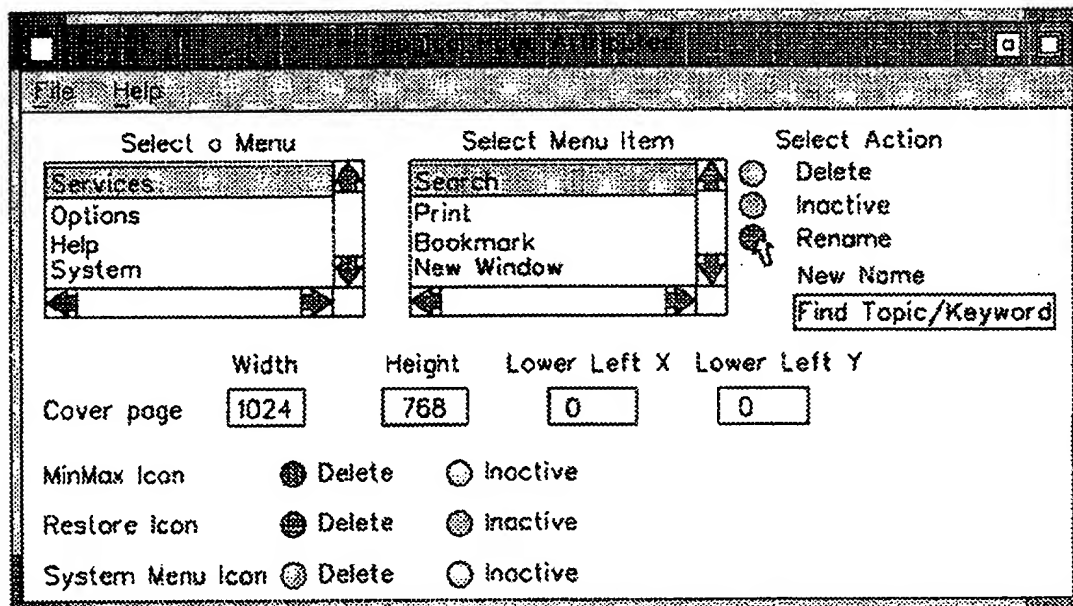 File Help
Select a Menu
Services
Options
Help
System
Select Menu Item
Search
Print
Bookmark
New Window
Select Action
Delete
Inactive
Rename
New Name
Find Topic/Keyword
Width Height Lower Left X Lower Left Y
Cover page 1024 768 0 0
MinMax Icon Delete Inactive
Restore Icon Delete Inactive
System Menu Icon Delete Inactive